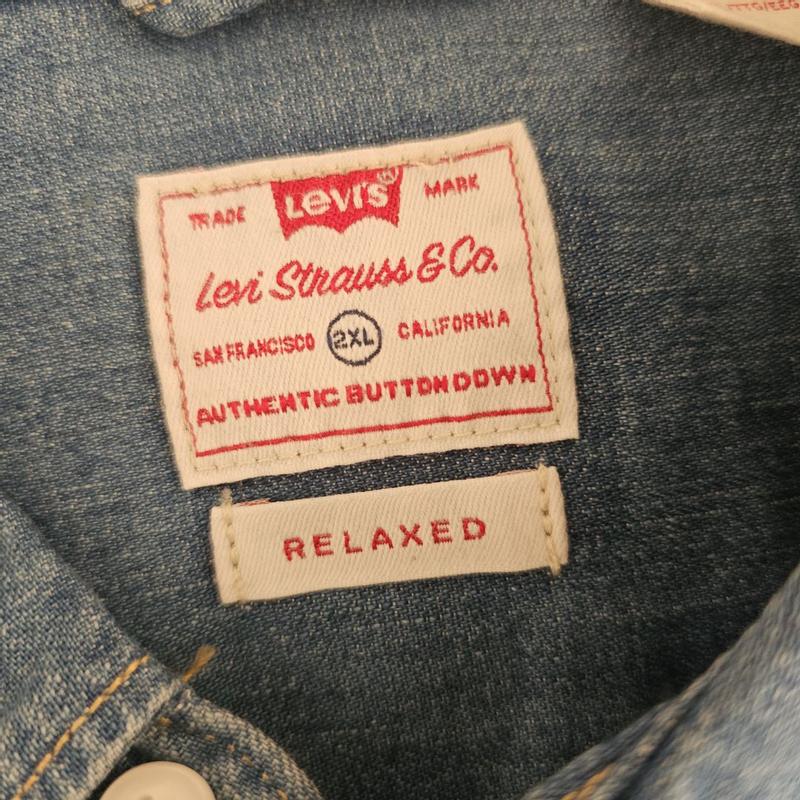 TRADE Levi's® MARK
Levi Strauss & Co.
SAN FRANCISCO 2XL CALIFORNIA
AUTHENTIC BUTTON DOWN
RELAXED